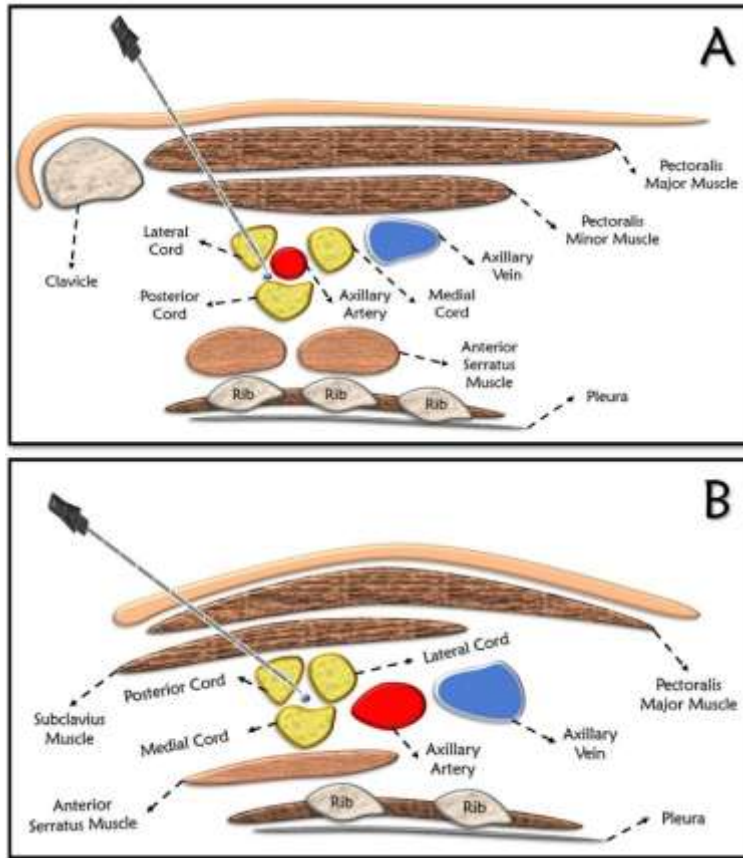 A
Pectoralis
Major Muscle
Pectoralis
Minor Muscle
Lateral
Cord
Axillary
Vein
Clavicle
Posterior
Cord
Axillary
Artery
Medial
Cord
Anterior
Serratus
Muscle
Rib
Rib
Rib
Pleura
B
Lateral Cord
Posterior Cord
Pectoralis
Major Muscle
Subclavius
Muscle
Medial Cord
Axillary
Vein
Axillary
Artery
Anterior
Serratus Muscle
Rib
Rib
Pleura